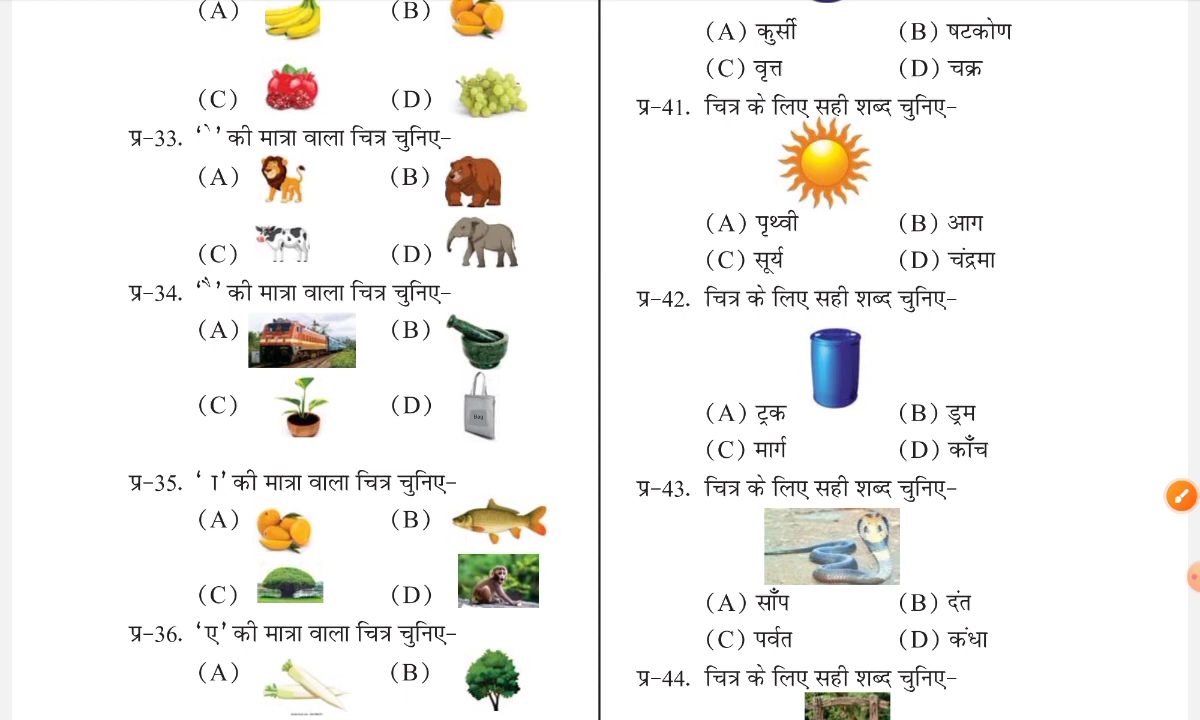 (A) (B)
(C) (D)
प्र-33. ‘ े’ की मात्रा वाला चित्र चुनिए-
(A) (B)
(C) (D)
प्र-34. ‘ ै’ की मात्रा वाला चित्र चुनिए-
(A) (B)
(C) (D)
प्र-35. ‘ ा’ की मात्रा वाला चित्र चुनिए-
(A) (B)
(C) (D)
प्र-36. ‘ए’ की मात्रा वाला चित्र चुनिए-
(A) (B)
(A) कुर्सी (B) षटकोण
(C) वृत्त (D) चक्र
प्र-41. चित्र के लिए सही शब्द चुनिए-
(A) पृथ्वी (B) आग
(C) सूर्य (D) चंद्रमा
प्र-42. चित्र के लिए सही शब्द चुनिए-
(A) ट्रक (B) ड्रम
(C) मार्ग (D) काँच
प्र-43. चित्र के लिए सही शब्द चुनिए-
(A) साँप (B) दंत
(C) पर्वत (D) कंधा
प्र-44. चित्र के लिए सही शब्द चुनिए-